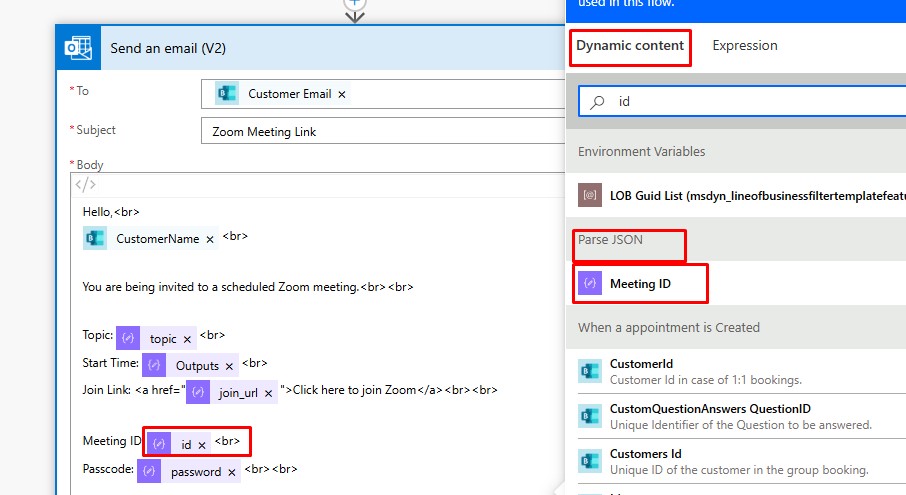 used in this flow.
Send an email (V2)
Dynamic content
Expression
* To
Customer Email ×
id
* Subject
Zoom Meeting Link
Environment Variables
* Body
</>
LOB Guid List (msdyn_lineofbusinessfiltertemplatefeatu
Hello,<br>
CustomerName × <br>
Parse JSON
Meeting ID
You are being invited to a scheduled Zoom meeting.<br><br>
When a appointment is Created
Topic: topic × <br>
Start Time: Outputs × <br>
CustomerId
Customer Id in case of 1:1 bookings.
Join Link: <a href="join_url × ">Click here to join Zoom</a><br><br>
CustomQuestionAnswers QuestionID
Unique Identifier of the Question to be answered.
Meeting ID: id × <br>
Customers Id
Unique ID of the customer in the group booking.
Passcode: password × <br><br>